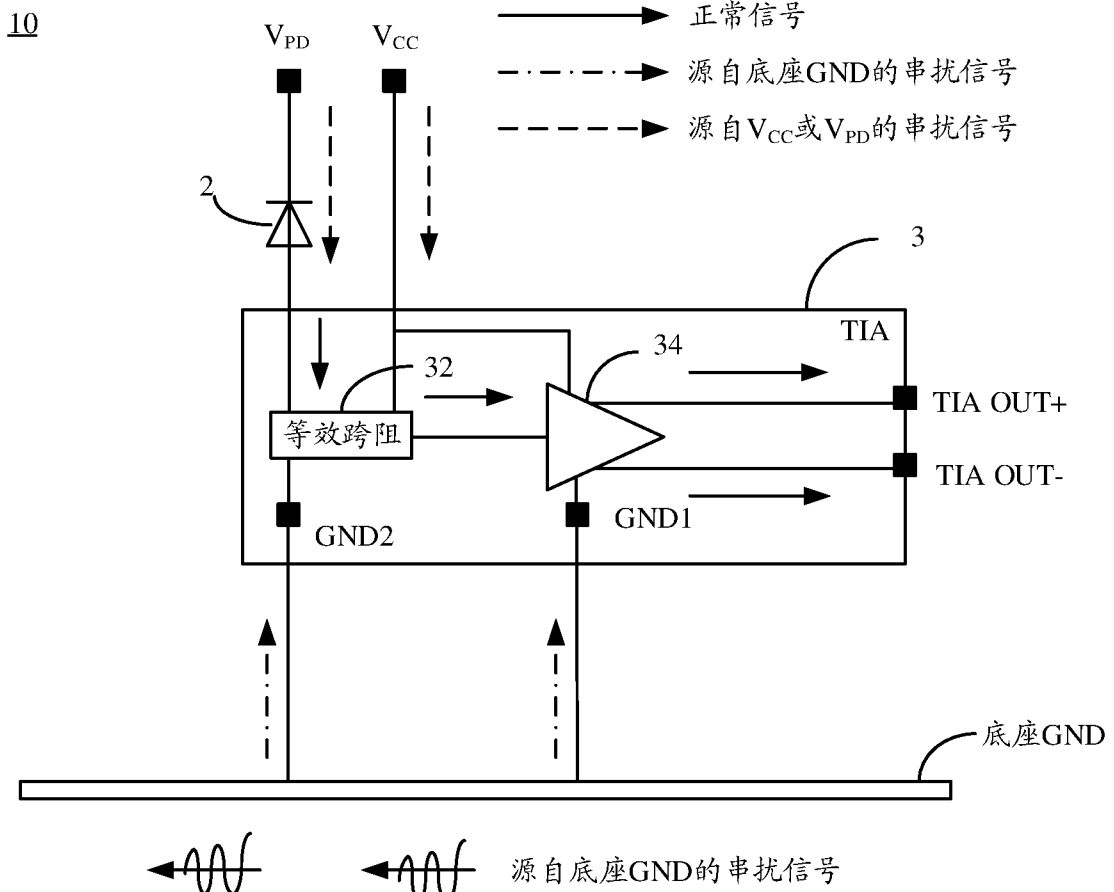 10
V_PD
V_CC
正常信号
源自底座GND的串扰信号
源自V_CC或V_PD的串扰信号
2
3
TIA
32
34
等效跨阻
TIA OUT+
TIA OUT-
GND2
GND1
底座GND
源自底座GND的串扰信号